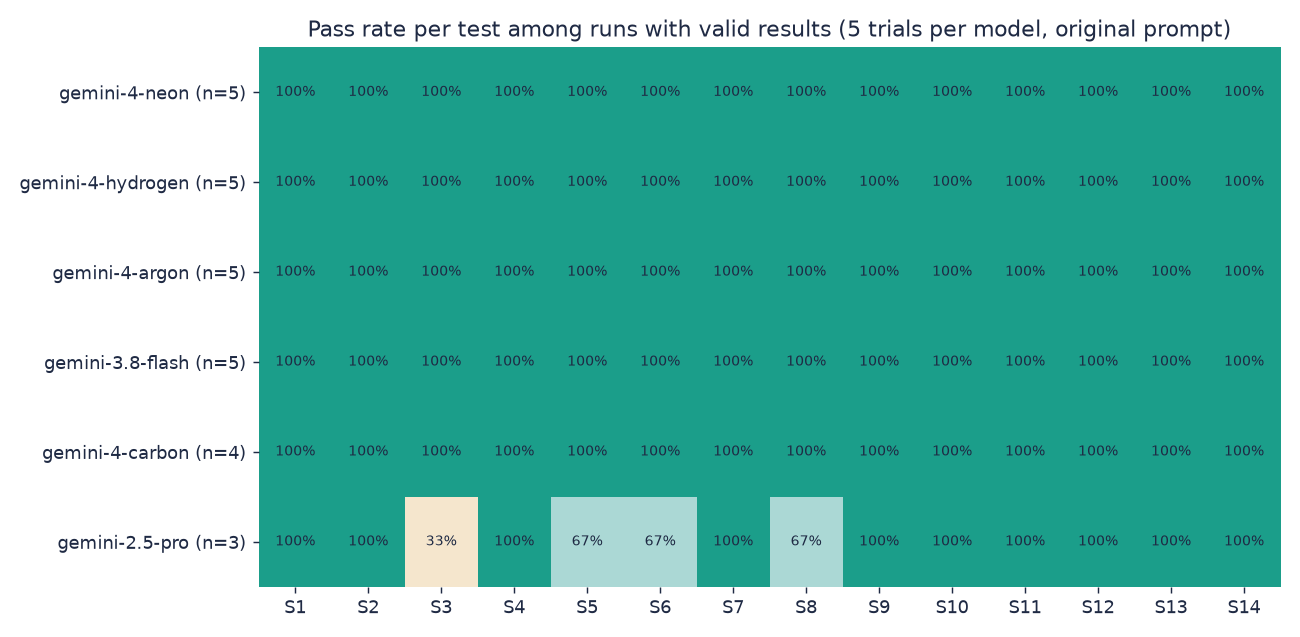 Pass rate per test among runs with valid results (5 trials per model, original prompt)
gemini-4-neon (n=5) 100% 100% 100% 100% 100% 100% 100% 100% 100% 100% 100% 100% 100% 100%
gemini-4-hydrogen (n=5) 100% 100% 100% 100% 100% 100% 100% 100% 100% 100% 100% 100% 100% 100%
gemini-4-argon (n=5) 100% 100% 100% 100% 100% 100% 100% 100% 100% 100% 100% 100% 100% 100%
gemini-3.8-flash (n=5) 100% 100% 100% 100% 100% 100% 100% 100% 100% 100% 100% 100% 100% 100%
gemini-4-carbon (n=4) 100% 100% 100% 100% 100% 100% 100% 100% 100% 100% 100% 100% 100% 100%
gemini-2.5-pro (n=3) 100% 100% 33% 100% 67% 67% 100% 67% 100% 100% 100% 100% 100% 100%
S1 S2 S3 S4 S5 S6 S7 S8 S9 S10 S11 S12 S13 S14